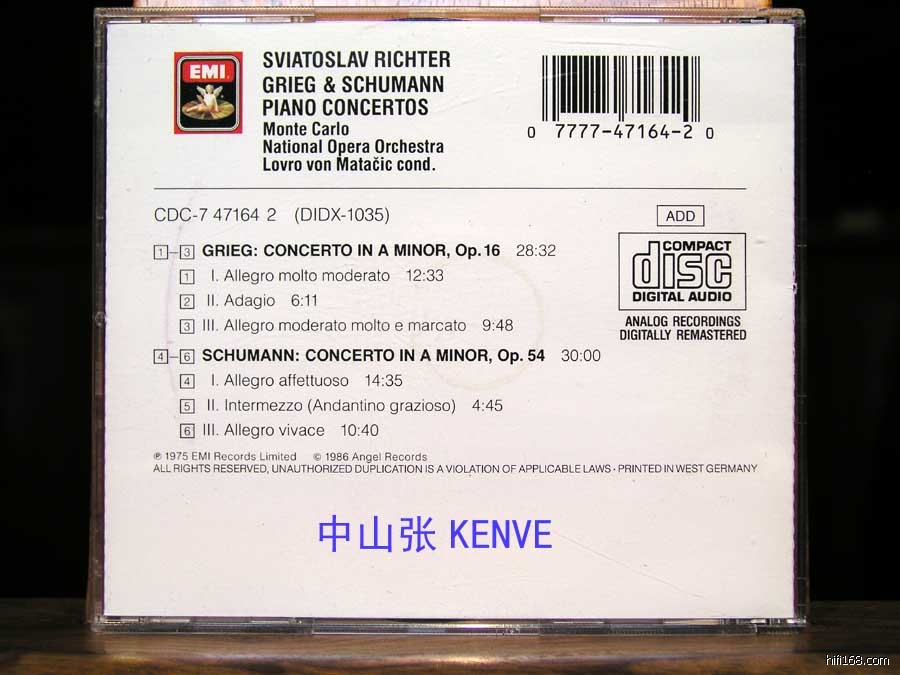 EMI
SVIATOSLAV RICHTER
GRIEG & SCHUMANN
PIANO CONCERTOS
Monte Carlo
National Opera Orchestra
Lovro von Matačic cond.
0 7777-47164-2 0
CDC-7 47164 2 (DIDX-1035)
ADD
COMPACT
disc
DIGITAL AUDIO
ANALOG RECORDINGS
DIGITALLY REMASTERED
1–3 GRIEG: CONCERTO IN A MINOR, Op. 16 28:32
1 I. Allegro molto moderato 12:33
2 II. Adagio 6:11
3 III. Allegro moderato molto e marcato 9:48
4–6 SCHUMANN: CONCERTO IN A MINOR, Op. 54 30:00
4 I. Allegro affettuoso 14:35
5 II. Intermezzo (Andantino grazioso) 4:45
6 III. Allegro vivace 10:40
℗ 1975 EMI Records Limited © 1986 Angel Records
ALL RIGHTS RESERVED, UNAUTHORIZED DUPLICATION IS A VIOLATION OF APPLICABLE LAWS · PRINTED IN WEST GERMANY
中山张 KENVE
hifi168.com